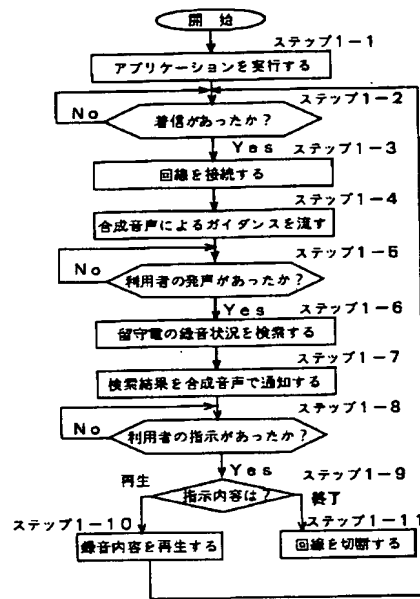 開始
ステップ1-1
アプリケーションを実行する
ステップ1-2
No
着信があったか?
Yes
ステップ1-3
回線を接続する
ステップ1-4
合成音声によるガイダンスを流す
ステップ1-5
No
利用者の発声があったか?
Yes
ステップ1-6
留守電の録音状況を検索する
ステップ1-7
検索結果を合成音声で通知する
ステップ1-8
No
利用者の指示があったか?
Yes
ステップ1-9
再生
指示内容は?
終了
ステップ1-10
ステップ1-11
録音内容を再生する
回線を切断する